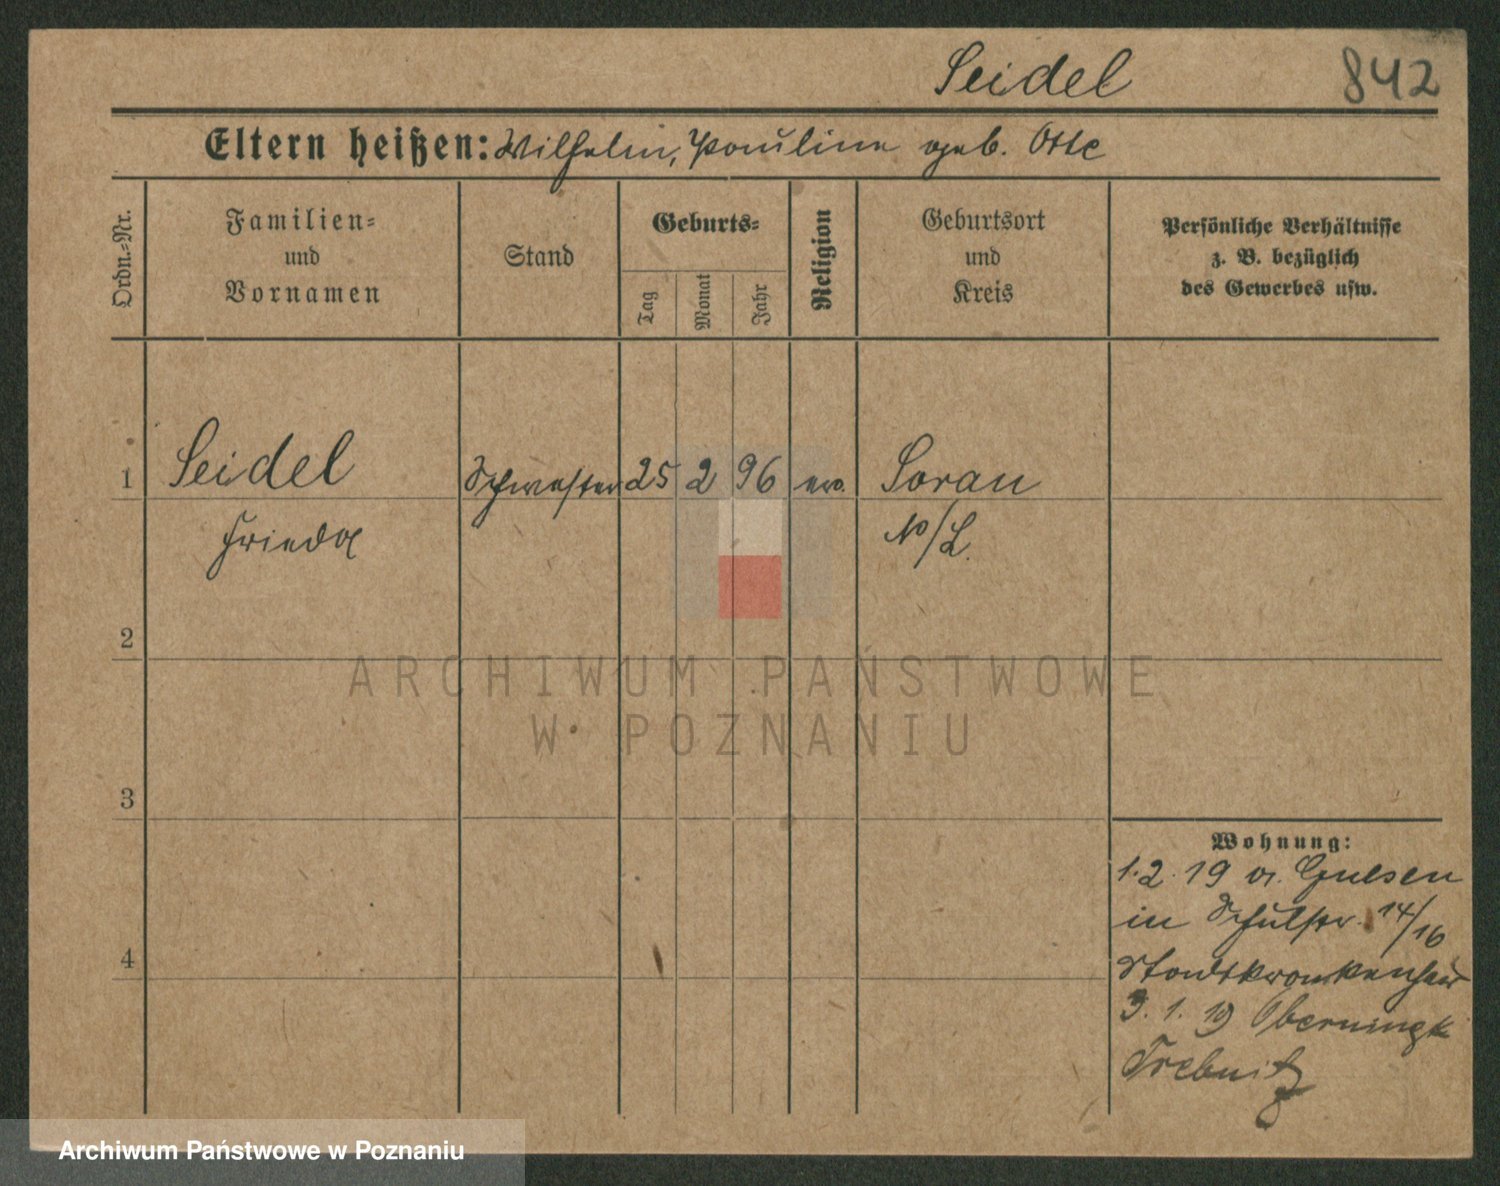 Seidel
842
Eltern heißen: Wilhelm, Pauline geb. Otte
Ordn.-Nr.
Familien-
und
Vornamen
Stand
Geburts-
Tag
Monat
Jahr
Religion
Geburtsort
und
Kreis
Persönliche Verhältnisse
z. B. bezüglich
des Gewerbes usw.
1 Seidel Schwester 25 2 96 ev. Sorau
Frieda N/L.
2
3
4
ARCHIWUM PAŃSTWOWE
W POZNANIU
Wohnung:
1.2.19 v. Gnesen
in Schulstr. 14/16
Stadtkrankenhaus
3.1.19 Obernigk
Trebnitz
Archiwum Państwowe w Poznaniu